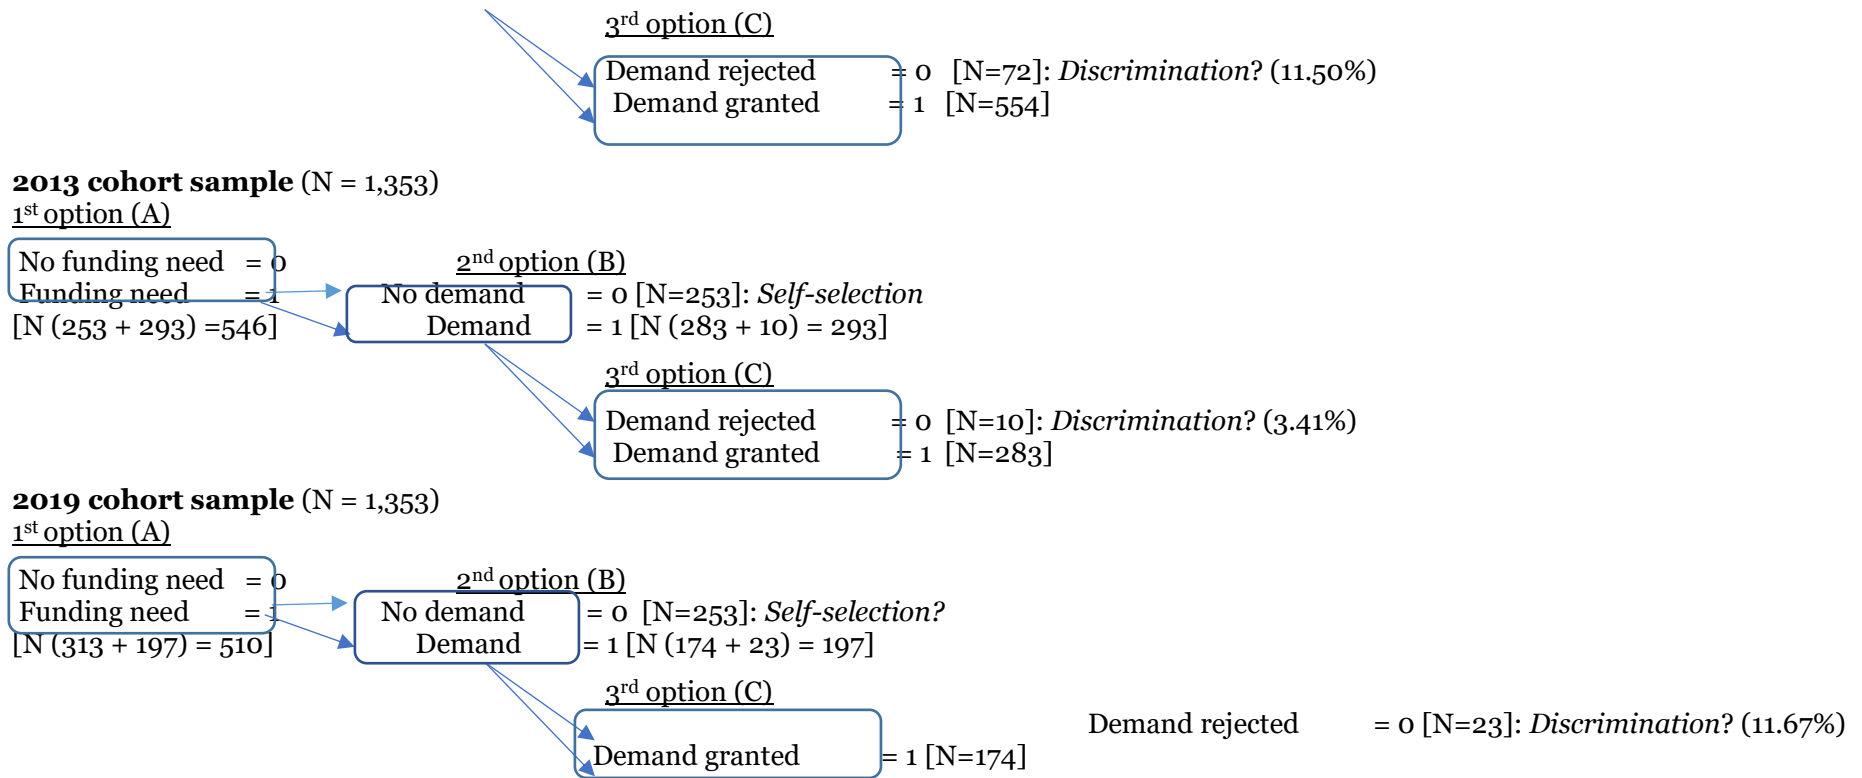 3rd option (C)
Demand rejected = 0 [N=72]: Discrimination? (11.50%)
Demand granted = 1 [N=554]
2013 cohort sample (N = 1,353)
1st option (A)
No funding need = 0 2nd option (B)
Funding need = 1 No demand = 0 [N=253]: Self-selection
[N (253 + 293) =546] Demand = 1 [N (283 + 10) = 293]
3rd option (C)
Demand rejected = 0 [N=10]: Discrimination? (3.41%)
Demand granted = 1 [N=283]
2019 cohort sample (N = 1,353)
1st option (A)
No funding need = 0 2nd option (B)
Funding need = 1 No demand = 0 [N=253]: Self-selection?
[N (313 + 197) = 510] Demand = 1 [N (174 + 23) = 197]
3rd option (C)
Demand rejected = 0 [N=23]: Discrimination? (11.67%)
Demand granted = 1 [N=174]